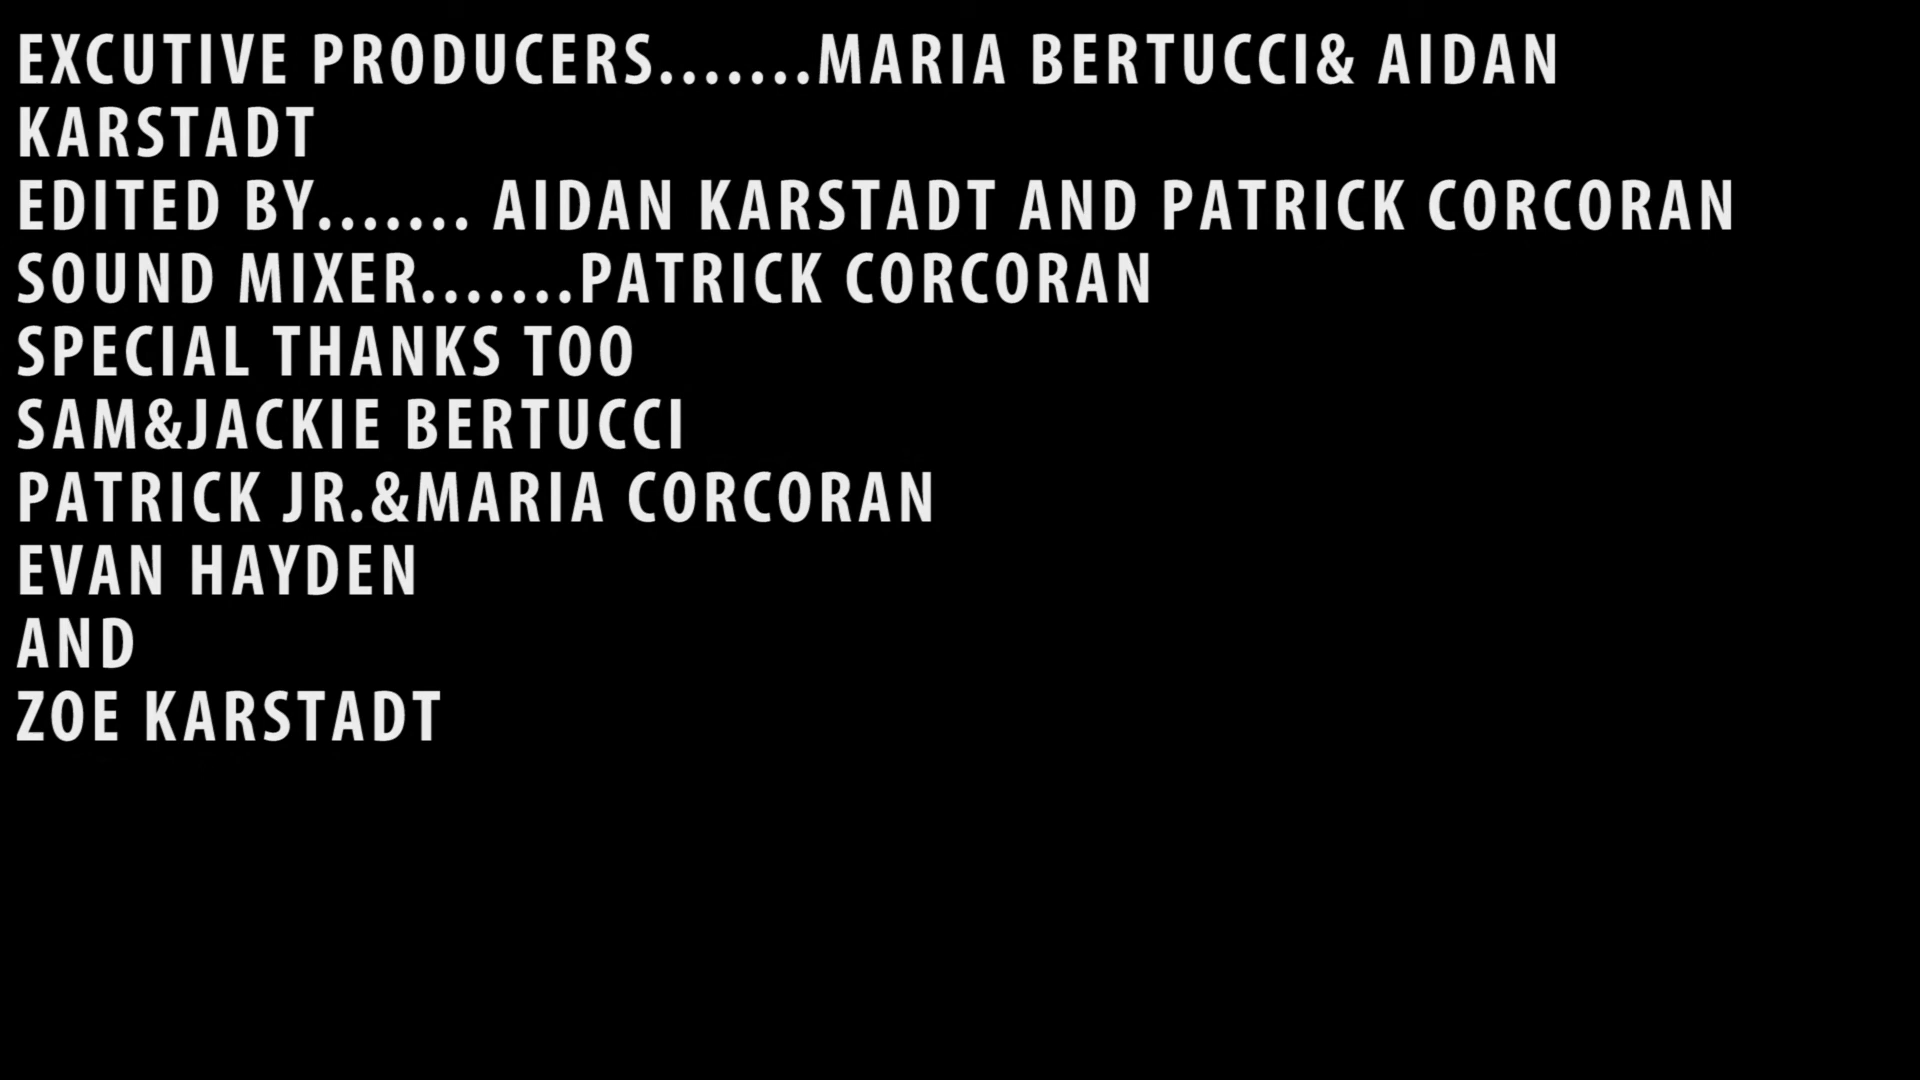 EXCUTIVE PRODUCERS.......MARIA BERTUCCI& AIDAN
KARSTADT
EDITED BY....... AIDAN KARSTADT AND PATRICK CORCORAN
SOUND MIXER.......PATRICK CORCORAN
SPECIAL THANKS TOO
SAM&JACKIE BERTUCCI
PATRICK JR.&MARIA CORCORAN
EVAN HAYDEN
AND
ZOE KARSTADT